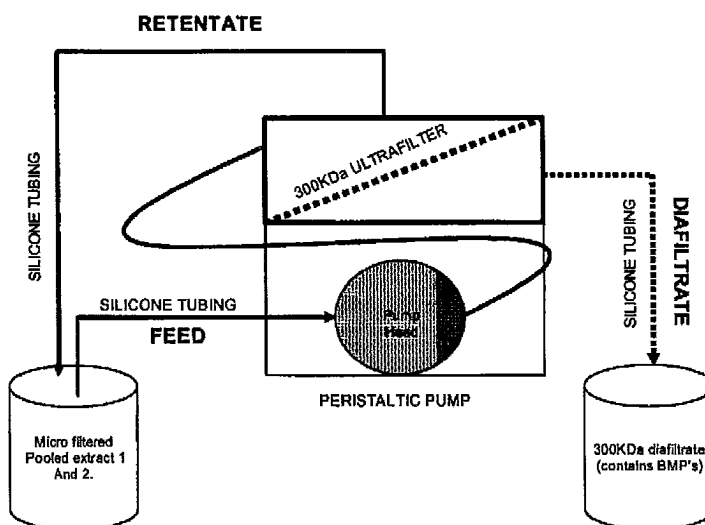 RETENTATE
SILICONE TUBING
300KDa ULTRAFILTER
SILICONE TUBING
DIAFILTRATE
SILICONE TUBING
FEED
Pump
Head
PERISTALTIC PUMP
Micro filtered
Pooled extract 1
And 2.
300KDa diafiltrate
(contains BMP's)